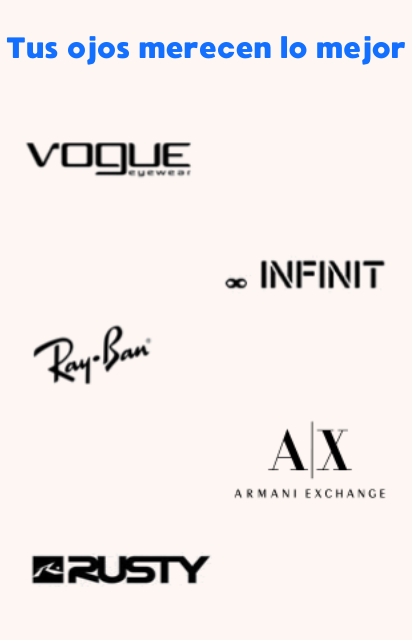 Tus ojos merecen lo mejor
VOGUE
eyewear
INFINIT
Ray-Ban
A|X
ARMANI EXCHANGE
RUSTY